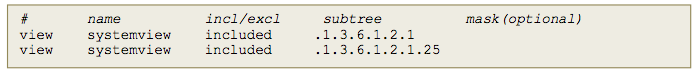 # name incl/excl subtree mask(optional)
view systemview included .1.3.6.1.2.1
view systemview included .1.3.6.1.2.1.25